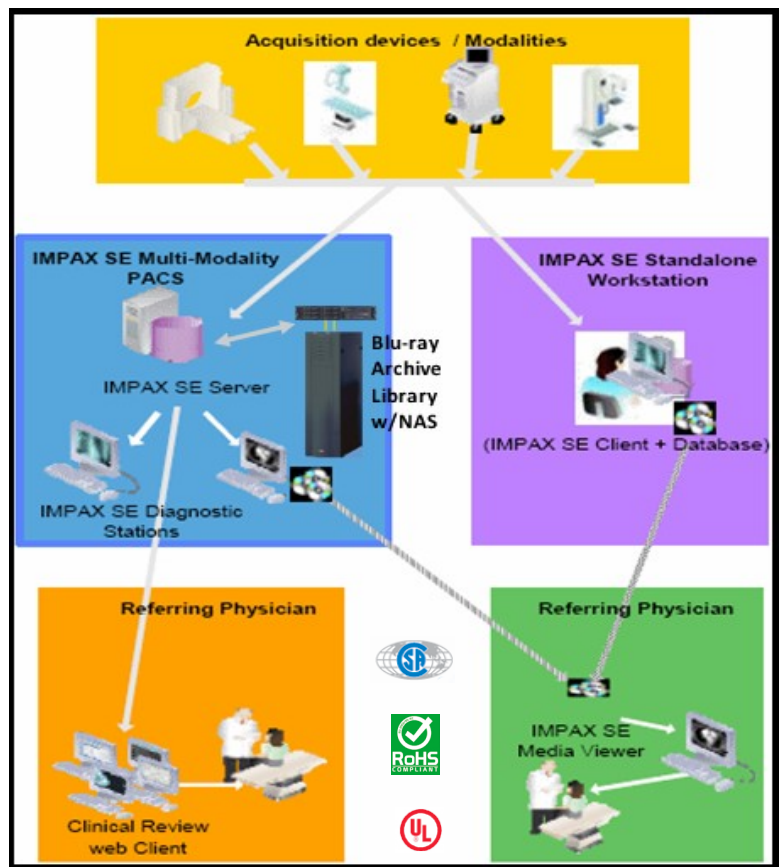 Acquisition devices / Modalities
IMPAX SE Multi-Modality
PACS
IMPAX SE Server
Blu-ray
Archive
Library
w/NAS
IMPAX SE Diagnostic
Stations
IMPAX SE Standalone
Workstation
(IMPAX SE Client + Database)
Referring Physician
Clinical Review
web Client
CSA
RoHS
COMPLIANT
UL
Referring Physician
IMPAX SE
Media Viewer